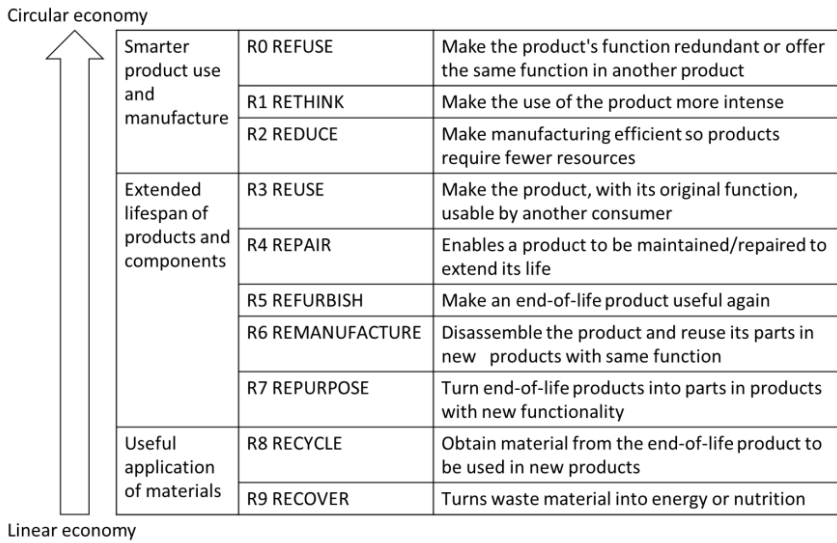 Circular economy
Smarter
product use
and
manufacture
R0 REFUSE
Make the product's function redundant or offer
the same function in another product
R1 RETHINK
Make the use of the product more intense
R2 REDUCE
Make manufacturing efficient so products
require fewer resources
Extended
lifespan of
products and
components
R3 REUSE
Make the product, with its original function,
usable by another consumer
R4 REPAIR
Enables a product to be maintained/repaired to
extend its life
R5 REFURBISH
Make an end-of-life product useful again
R6 REMANUFACTURE
Disassemble the product and reuse its parts in
new products with same function
R7 REPURPOSE
Turn end-of-life products into parts in products
with new functionality
Useful
application
of materials
R8 RECYCLE
Obtain material from the end-of-life product to
be used in new products
R9 RECOVER
Turns waste material into energy or nutrition
Linear economy